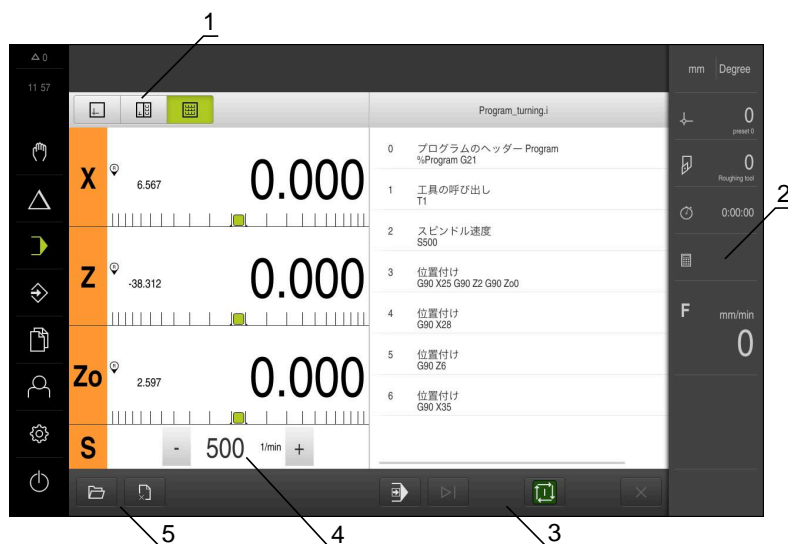 1
0
11 57
mm Degree
Program_turning.i
X
R
6.567
0.000
Z
R
-38.312
0.000
Zo
R
2.597
0.000
S
-
500
1/min
+
0 プログラムのヘッダー Program
%Program G21
1 工具の呼び出し
T1
2 スピンドル速度
S500
3 位置付け
G90 X25 G90 Z2 G90 Zo0
4 位置付け
G90 X28
5 位置付け
G90 Z6
6 位置付け
G90 X35
0
preset 0
0
Roughing tool
0:00:00
2
F mm/min
0
5
4
3